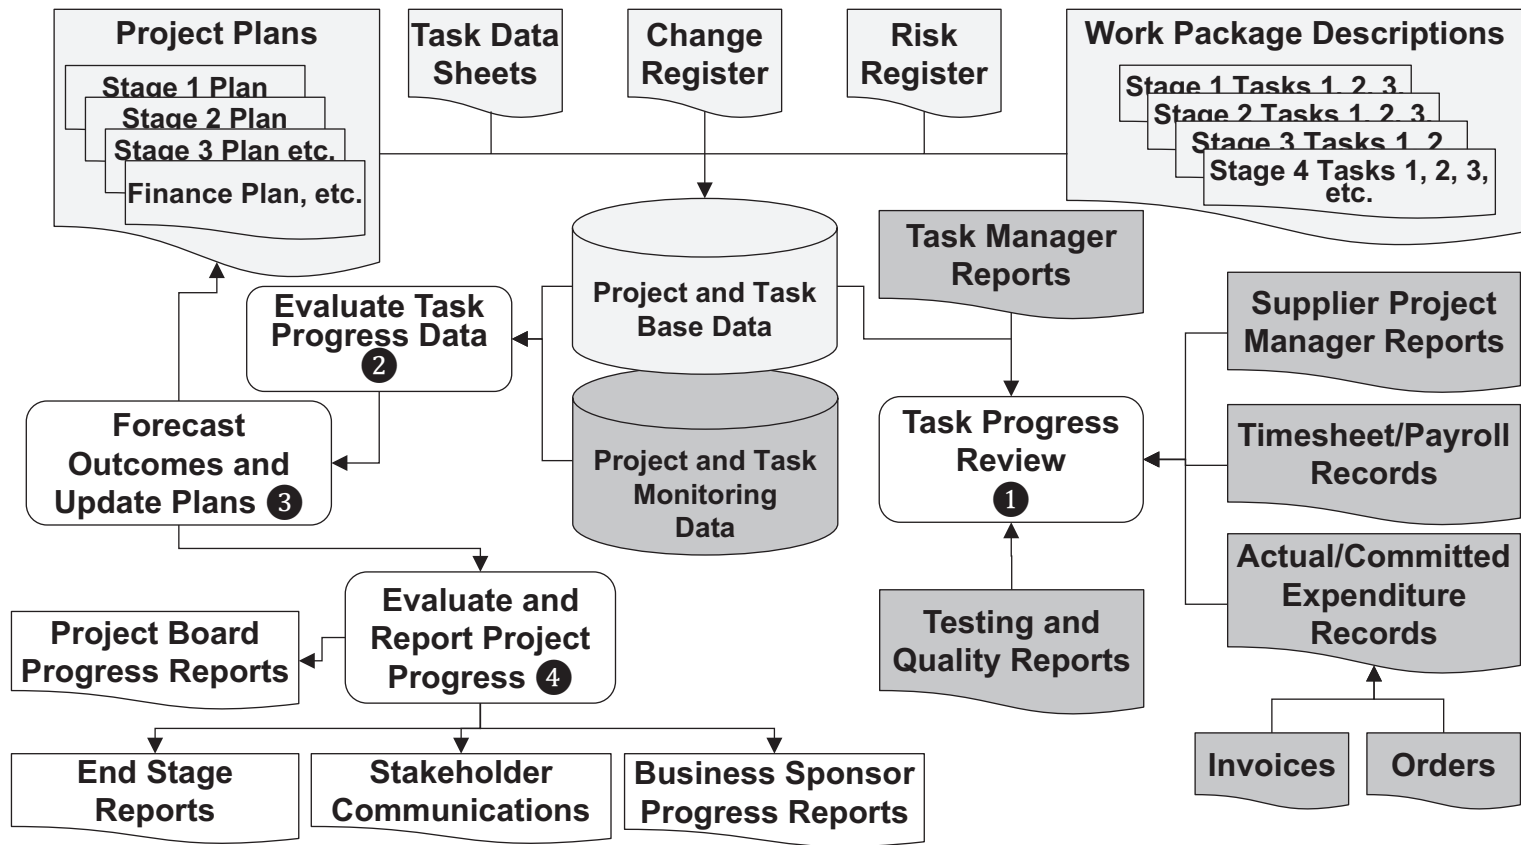 Project Plans
Stage 1 Plan
Stage 2 Plan
Stage 3 Plan etc.
Finance Plan, etc.
Task Data
Sheets
Change
Register
Risk
Register
Work Package Descriptions
Stage 1 Tasks 1, 2, 3,
Stage 2 Tasks 1, 2, 3,
Stage 3 Tasks 1, 2
Stage 4 Tasks 1, 2, 3,
etc.
Project and Task
Base Data
Task Manager
Reports
Evaluate Task
Progress Data
2
Supplier Project
Manager Reports
Forecast
Outcomes and
Update Plans 3
Project and Task
Monitoring
Data
Task Progress
Review
1
Timesheet/Payroll
Records
Actual/Committed
Expenditure
Records
Evaluate and
Report Project
Progress 4
Project Board
Progress Reports
Testing and
Quality Reports
End Stage
Reports
Stakeholder
Communications
Business Sponsor
Progress Reports
Invoices
Orders